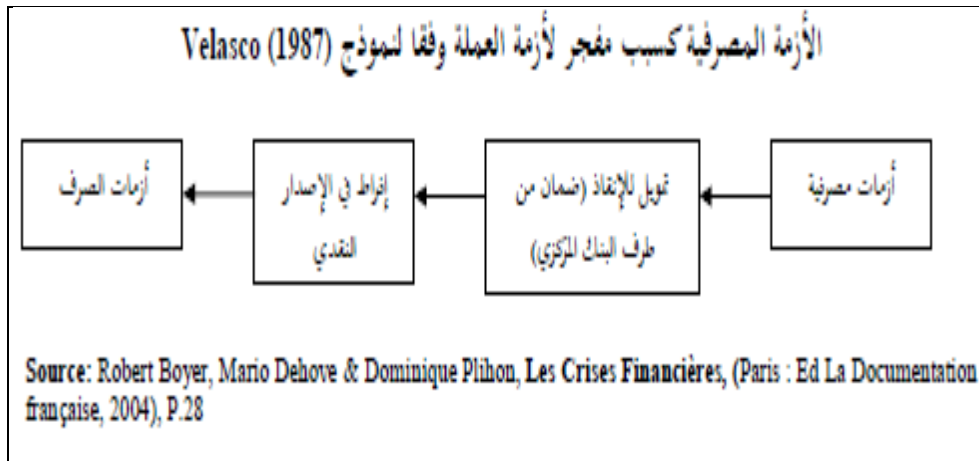 الأزمة المصرفية كسبب مفجر لأزمة العملة وفقا لنموذج Velasco (1987)
أزمات مصرفية
تمويل للإنقاذ (ضمان من
طرف البنك المركزي)
إفراط في الإصدار
النقدي
أزمات الصرف
Source: Robert Boyer, Mario Dehove & Dominique Plihon, Les Crises Financières, (Paris : Ed La Documentation
française, 2004), P.28